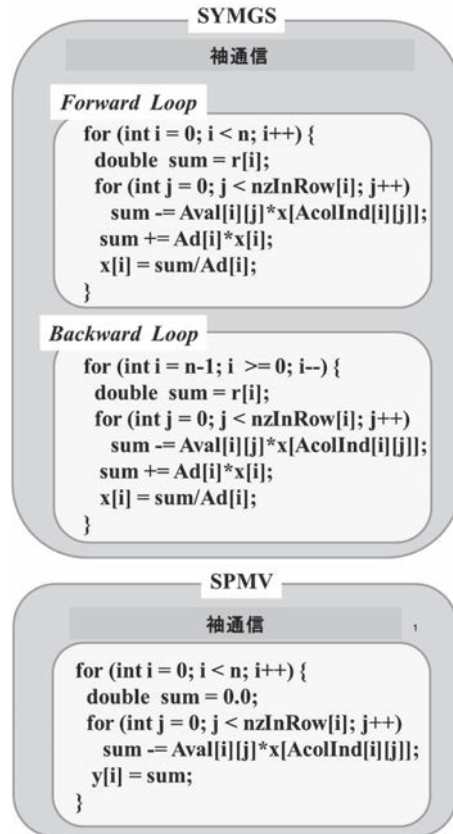 SYMGS
袖通信
Forward Loop
for (int i = 0; i < n; i++) {
double sum = r[i];
for (int j = 0; j < nzInRow[i]; j++)
sum -= Aval[i][j]*x[AcolInd[i][j]];
sum += Ad[i]*x[i];
x[i] = sum/Ad[i];
}
Backward Loop
for (int i = n-1; i >= 0; i--) {
double sum = r[i];
for (int j = 0; j < nzInRow[i]; j++)
sum -= Aval[i][j]*x[AcolInd[i][j]];
sum += Ad[i]*x[i];
x[i] = sum/Ad[i];
}
SPMV
袖通信
1
for (int i = 0; i < n; i++) {
double sum = 0.0;
for (int j = 0; j < nzInRow[i]; j++)
sum -= Aval[i][j]*x[AcolInd[i][j]];
y[i] = sum;
}